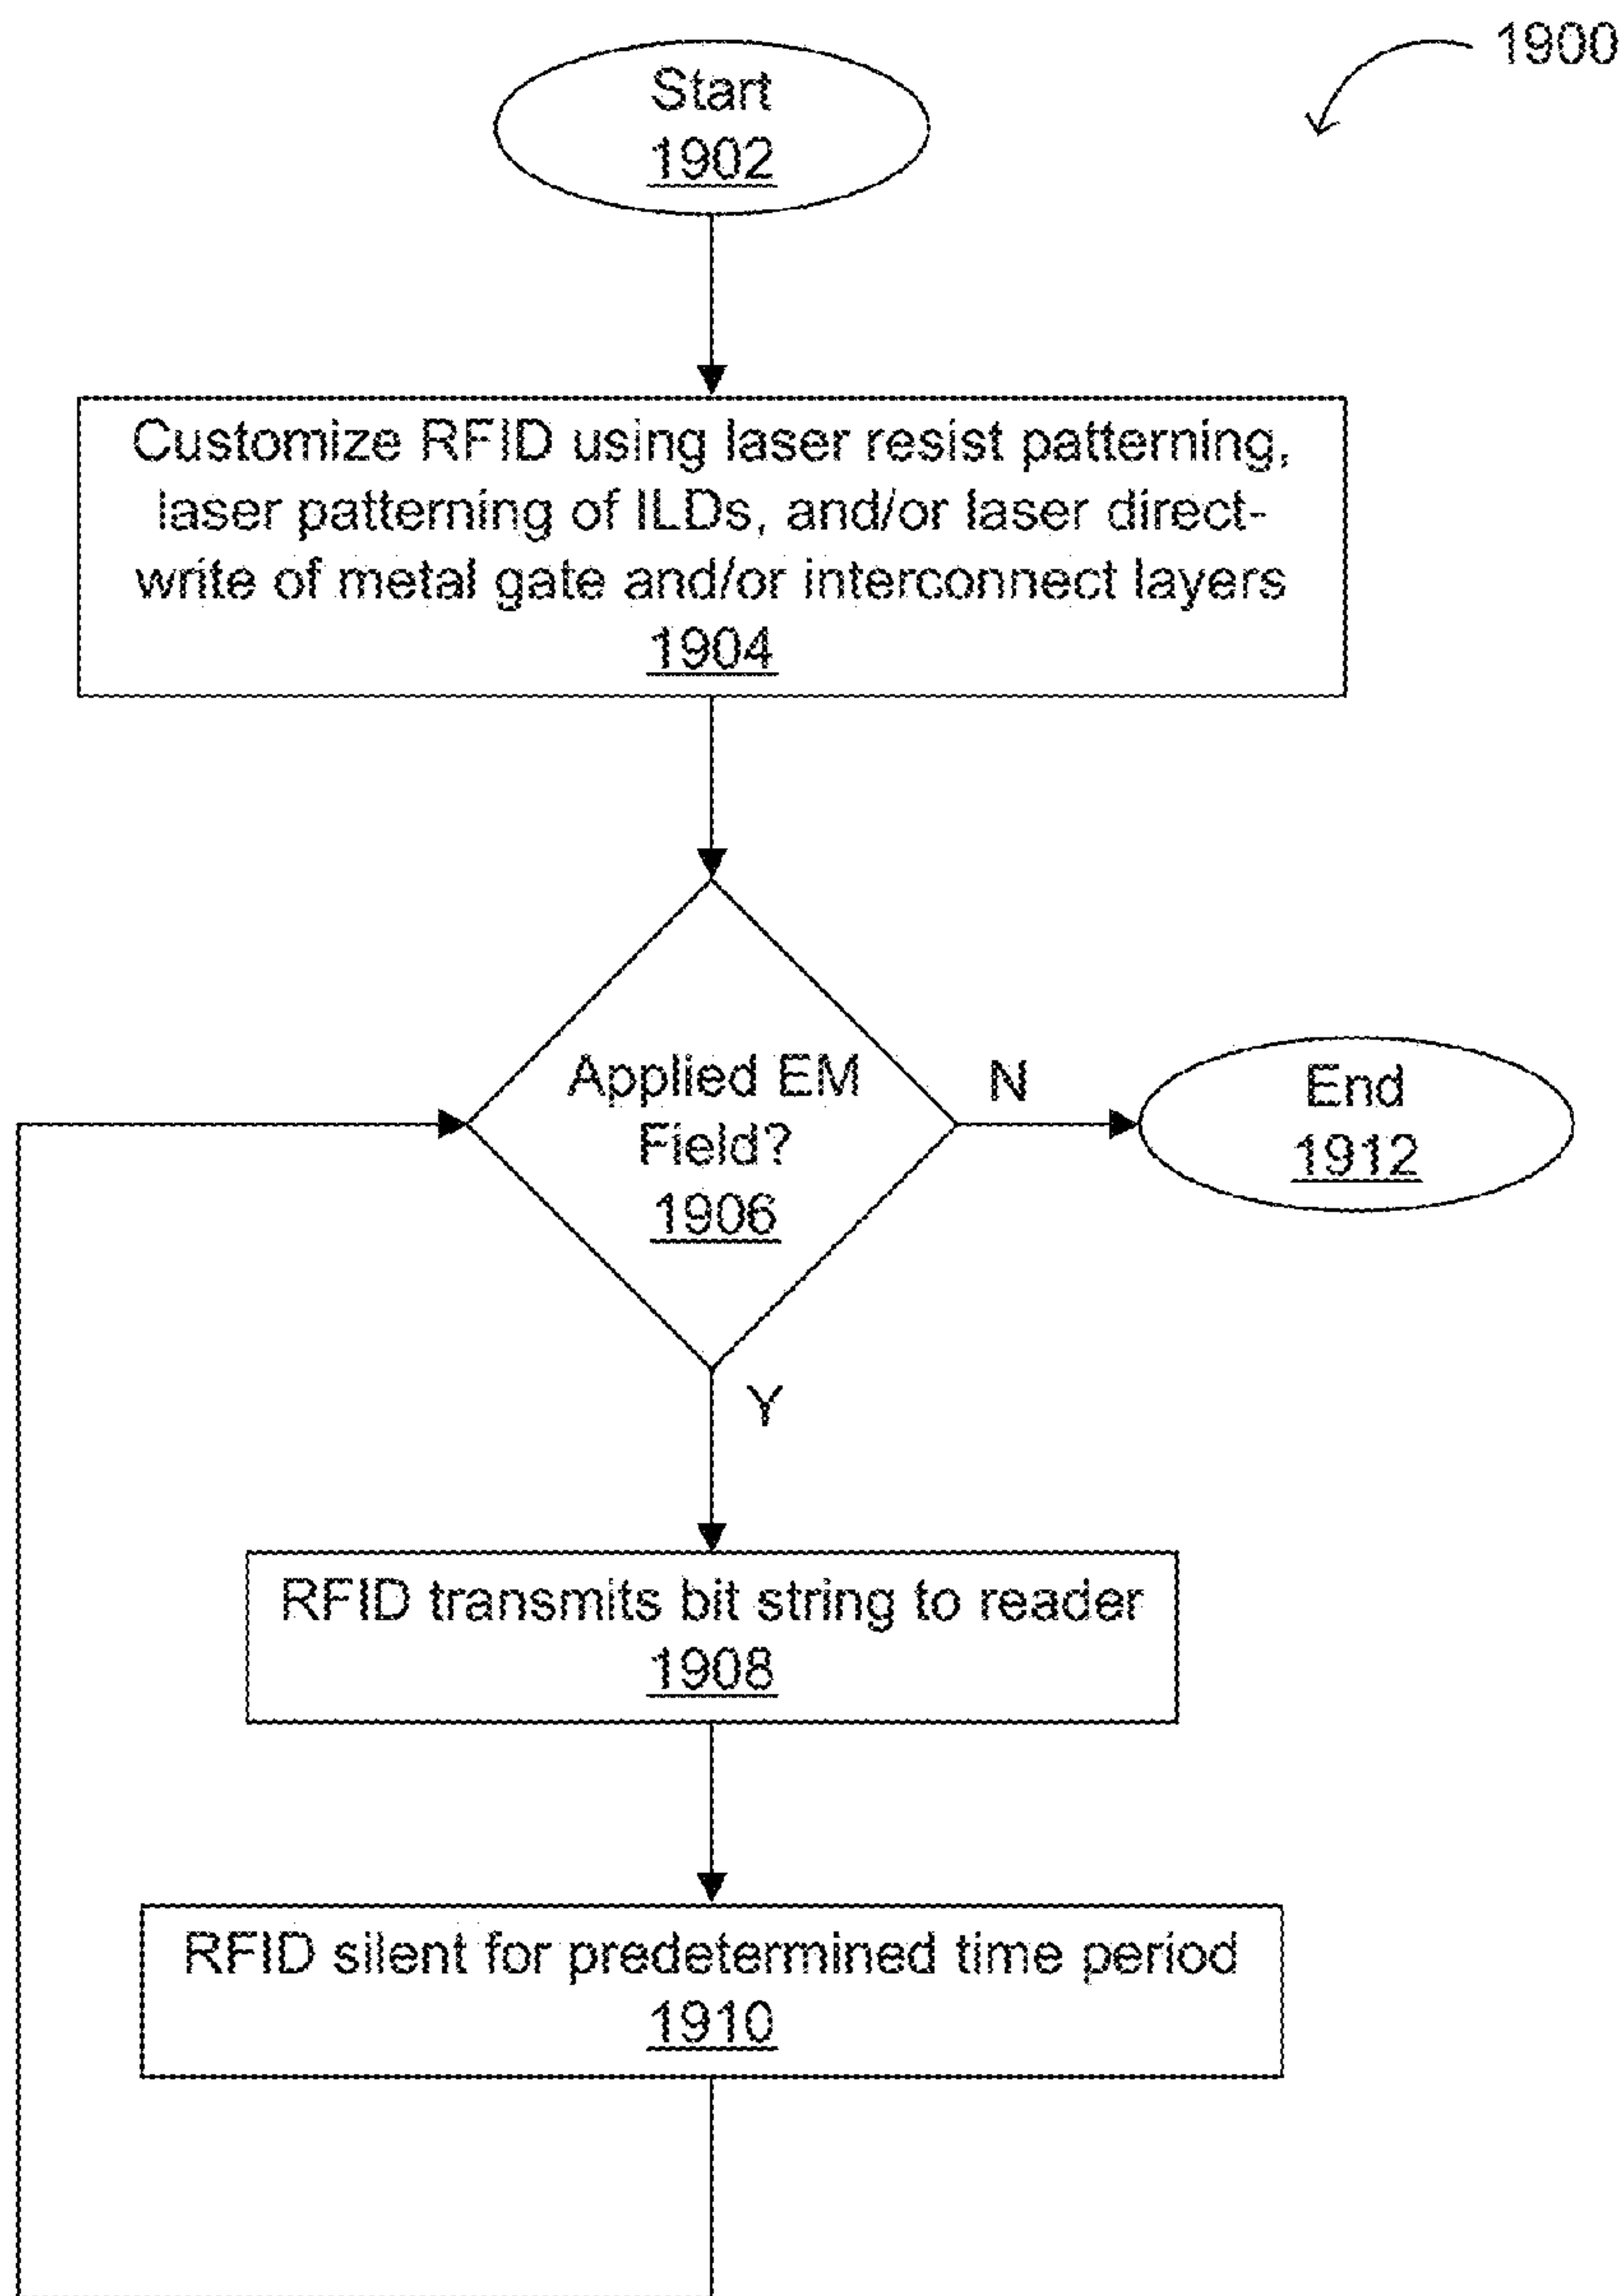 1900
Start
1902
Customize RFID using laser resist patterning,
laser patterning of ILDs, and/or laser direct-
write of metal gate and/or interconnect layers
1904
Applied EM
Field?
1906
N
End
1912
Y
RFID transmits bit string to reader
1908
RFID silent for predetermined time period
1910